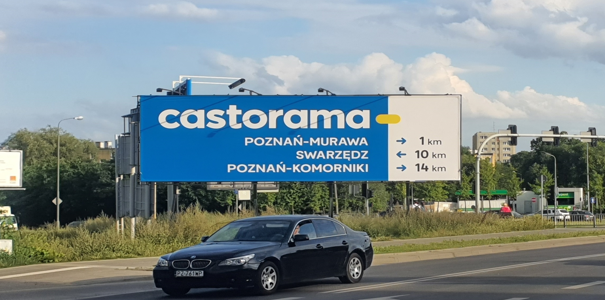 castorama
POZNAŃ-MURAWA → 1 km
SWARZĘDZ ← 10 km
POZNAŃ-KOMORNIKI → 14 km